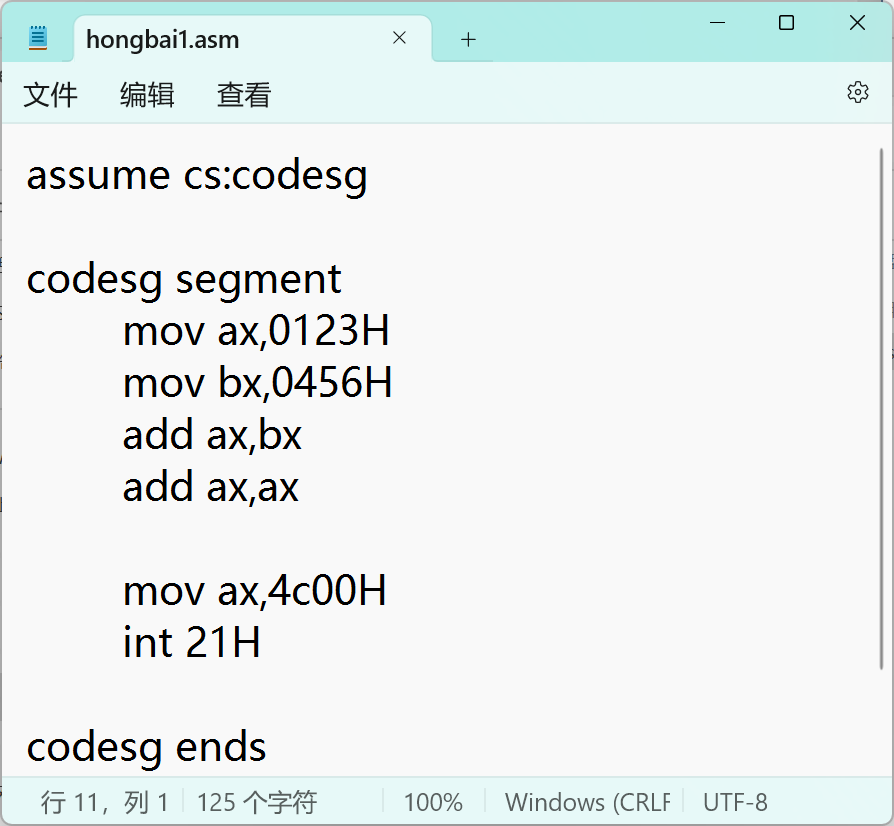 hongbai1.asm
文件 编辑 查看
assume cs:codesg
codesg segment
mov ax,0123H
mov bx,0456H
add ax,bx
add ax,ax
mov ax,4c00H
int 21H
codesg ends
行 11，列 1 125 个字符 100% Windows (CRLF UTF-8